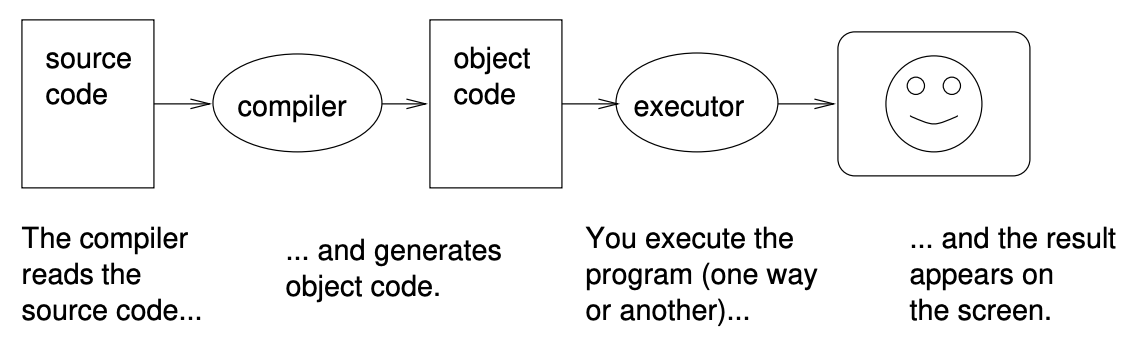 source
code
compiler
object
code
executor
The compiler
reads the
source code...
... and generates
object code.
You execute the
program (one way
or another)...
... and the result
appears on
the screen.